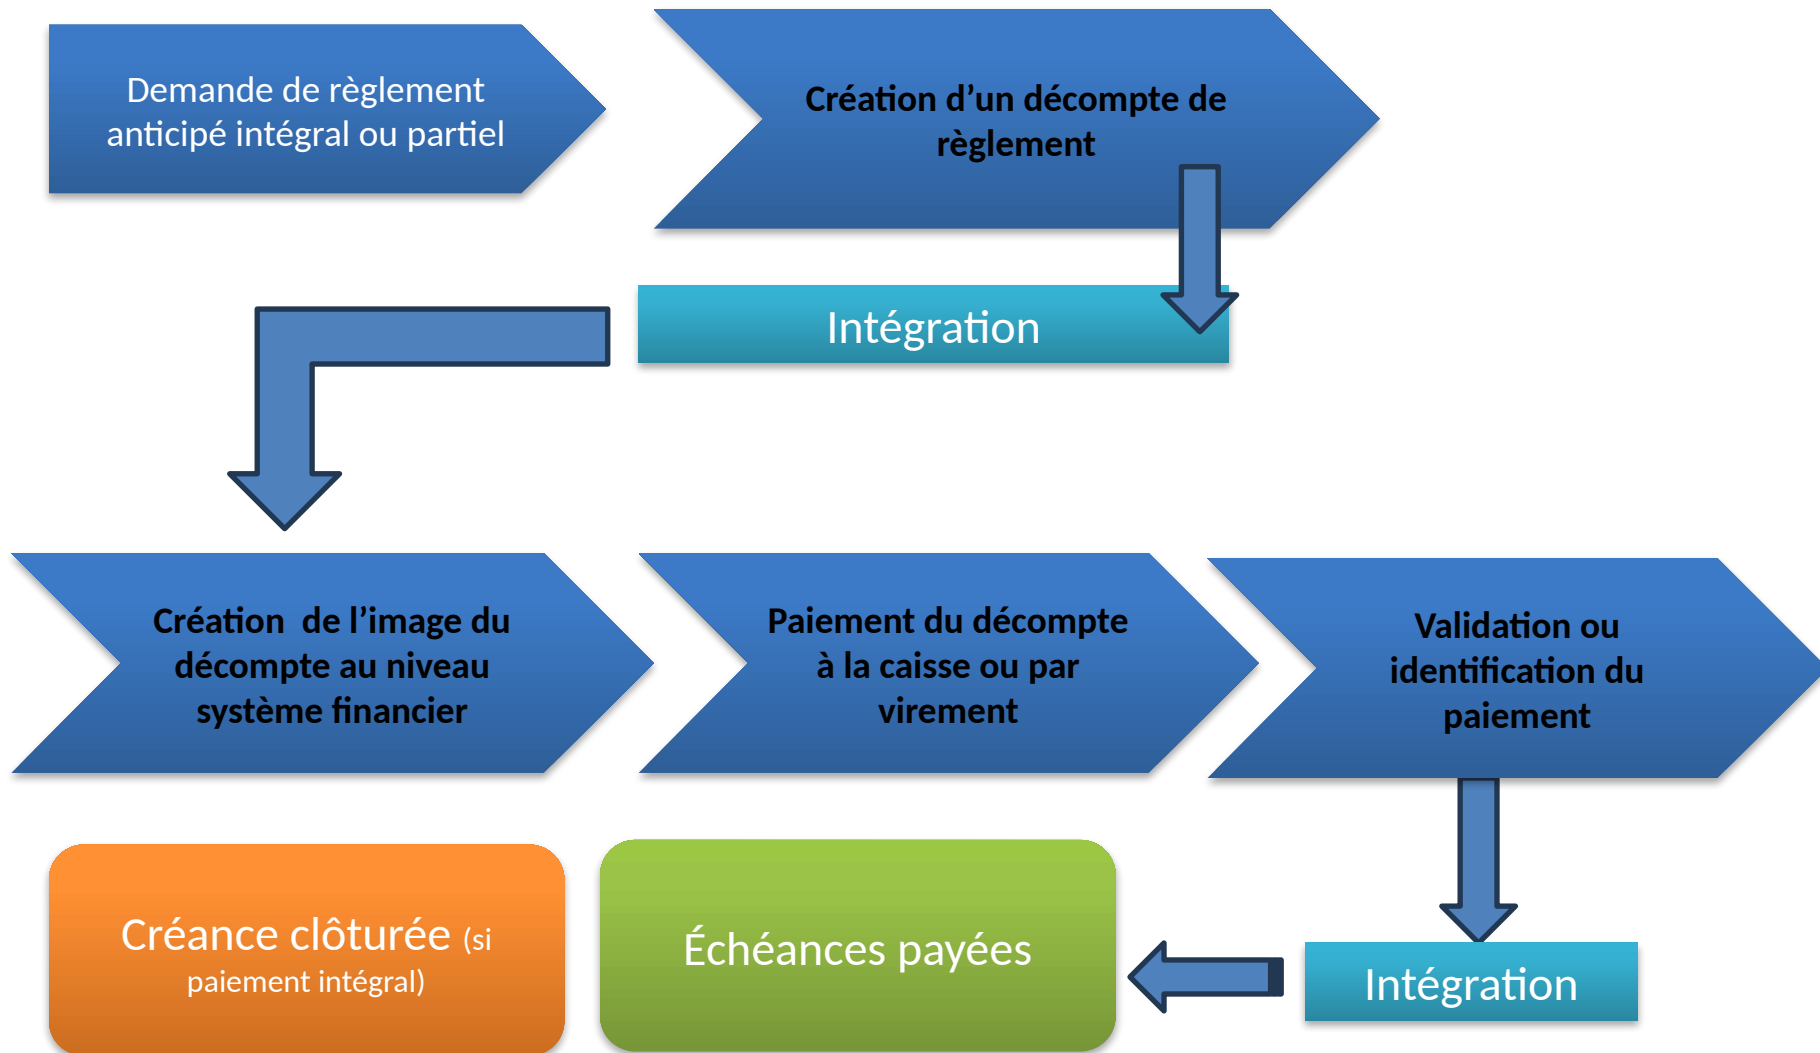 Demande de règlement
anticipé intégral ou partiel
Création d’un décompte de
règlement
Intégration
Création  de l’image du
décompte au niveau
système financier
Paiement du décompte
à la caisse ou par
virement
Validation ou
identification du
paiement
Créance clôturée (si
paiement intégral)
Échéances payées
Intégration